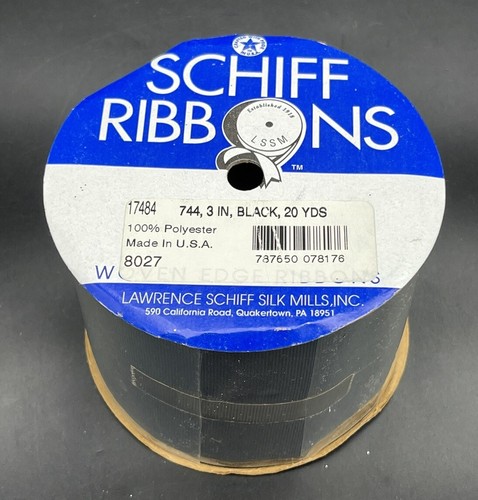 SCHIFF
RIBBONS
Established 1918
LSSM
TM
17484 744, 3 IN, BLACK, 20 YDS
100% Polyester
Made In U.S.A.
8027
787650 078176
WOVEN EDGE RIBBONS
LAWRENCE SCHIFF SILK MILLS, INC.
590 California Road, Quakertown, PA 18951